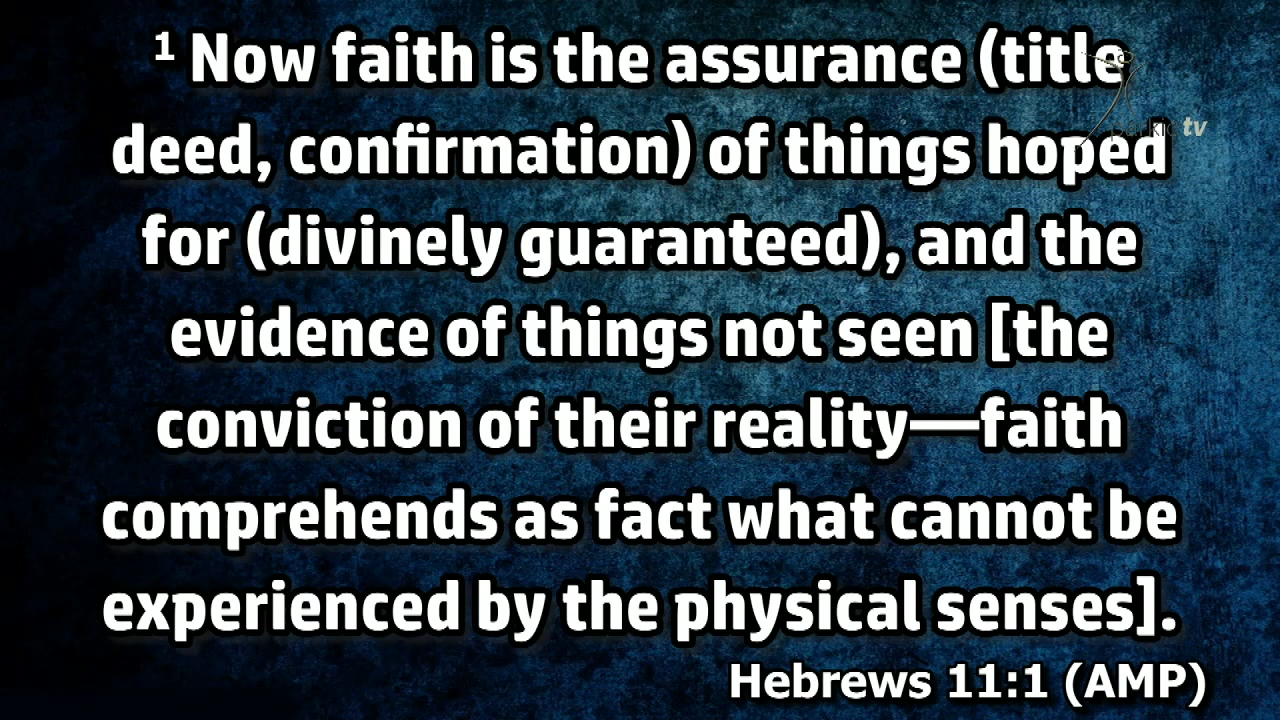 ¹ Now faith is the assurance (title
deed, confirmation) of things hoped
for (divinely guaranteed), and the
evidence of things not seen [the
conviction of their reality—faith
comprehends as fact what cannot be
experienced by the physical senses].
Hebrews 11:1 (AMP)
tv